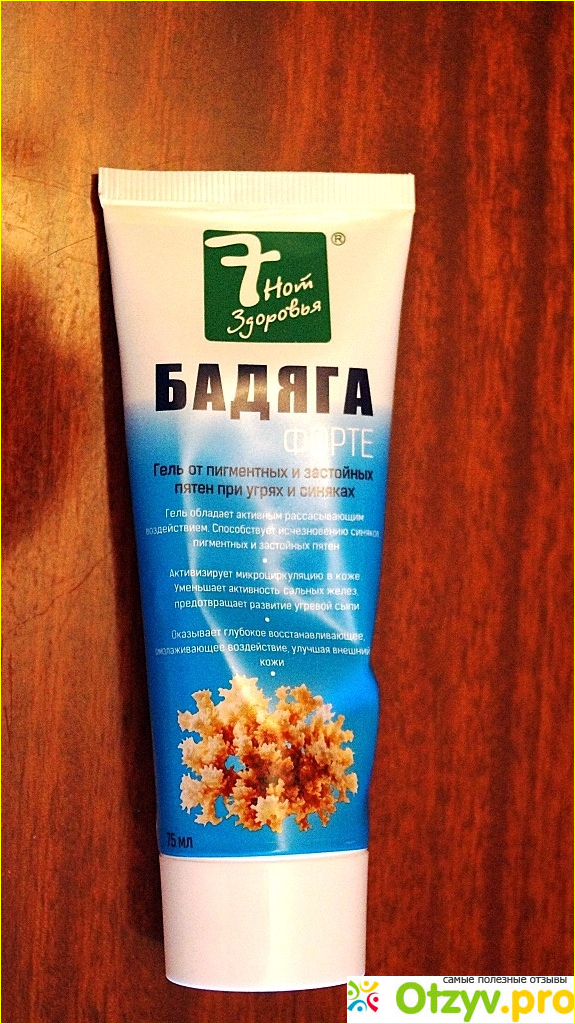 7 Нот
Здоровья
®
БАДЯГА
ФОРТЕ
Гель от пигментных и застойных
пятен при угрях и синяках
Гель обладает активным рассасывающим
воздействием. Способствует исчезновению синяков,
пигментных и застойных пятен
Активизирует микроциркуляцию в коже.
Уменьшает активность сальных желез,
предотвращает развитие угревой сыпи
Оказывает глубокое восстанавливающее,
омолаживающее воздействие, улучшая внешний
кожи
75 мл
самые полезные отзывы
Otzyv.pro